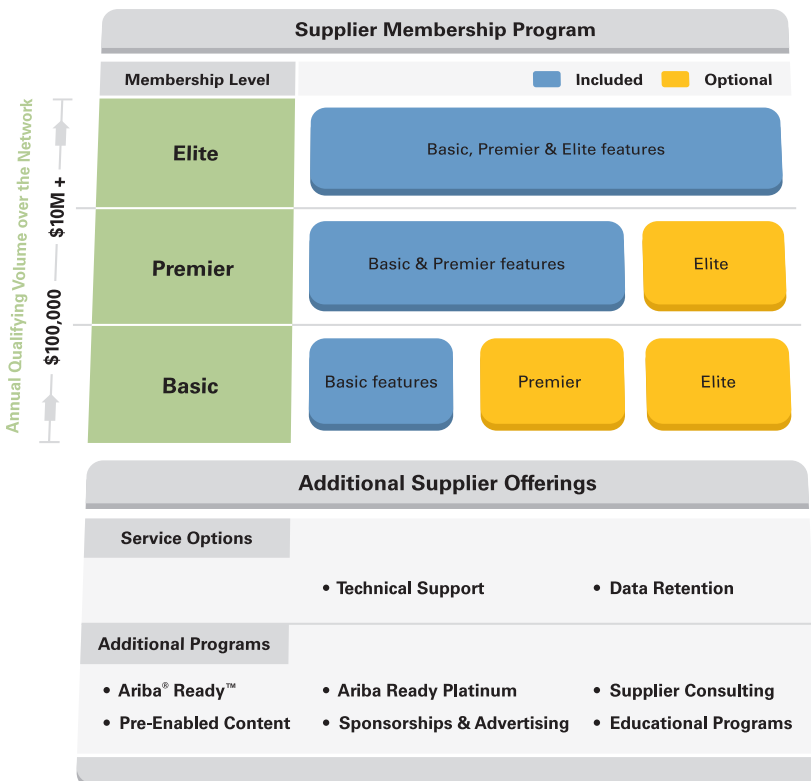 Supplier Membership Program
Membership Level
Included
Optional
Annual Qualifying Volume over the Network
$10M +
$100,000
Elite
Basic, Premier & Elite features
Premier
Basic & Premier features
Elite
Basic
Basic features
Premier
Elite
Additional Supplier Offerings
Service Options
• Technical Support
• Data Retention
Additional Programs
• Ariba® Ready™
• Ariba Ready Platinum
• Supplier Consulting
• Pre-Enabled Content
• Sponsorships & Advertising
• Educational Programs